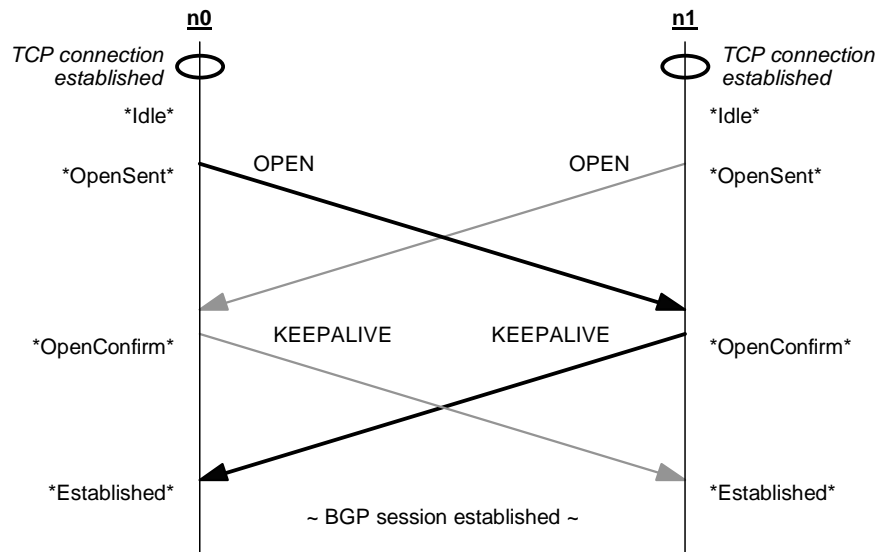 n0
n1
TCP connection
established
TCP connection
established
*Idle*
*Idle*
OPEN
OPEN
*OpenSent*
*OpenSent*
KEEPALIVE
KEEPALIVE
*OpenConfirm*
*OpenConfirm*
*Established*
*Established*
~ BGP session established ~